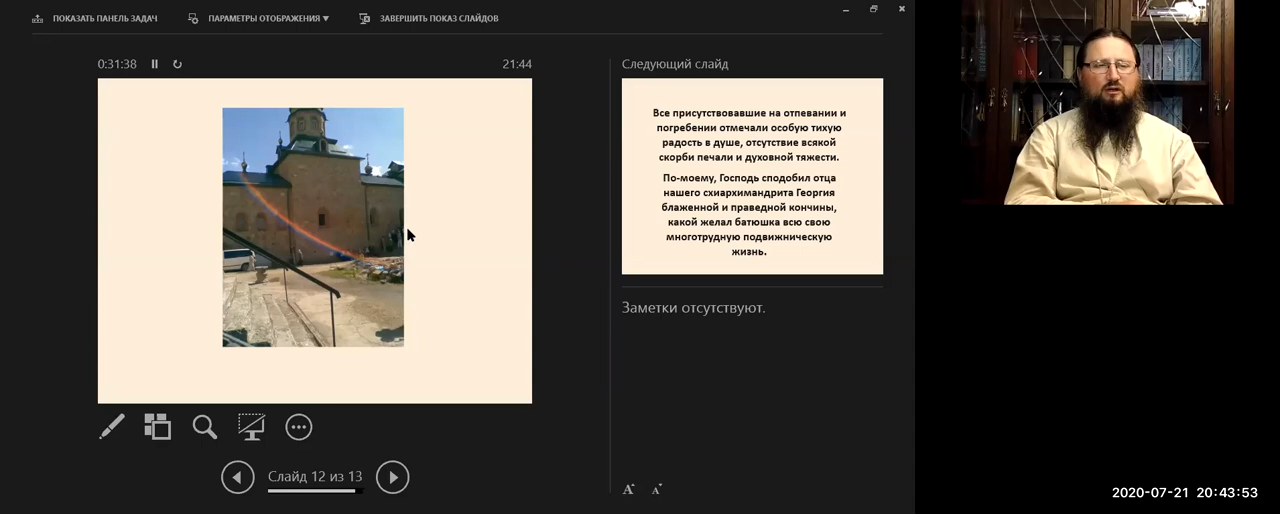 ПОКАЗАТЬ ПАНЕЛЬ ЗАДАЧ
ПАРАМЕТРЫ ОТОБРАЖЕНИЯ ▼
ЗАВЕРШИТЬ ПОКАЗ СЛАЙДОВ
0:31:38
21:44
Следующий слайд
Все присутствовавшие на отпевании и
погребении отмечали особую тихую
радость в душе, отсутствие всякой
скорби печали и духовной тяжести.
По-моему, Господь сподобил отца
нашего схиархимандрита Георгия
блаженной и праведной кончины,
какой желал батюшка всю свою
многотрудную подвижническую
жизнь.
Заметки отсутствуют.
Слайд 12 из 13
A A
2020-07-21 20:43:53